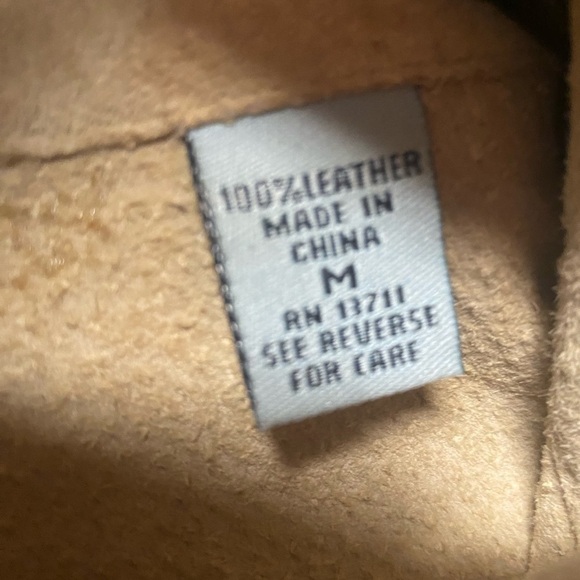 100% LEATHER
MADE IN
CHINA
M
RN 13711
SEE REVERSE
FOR CARE